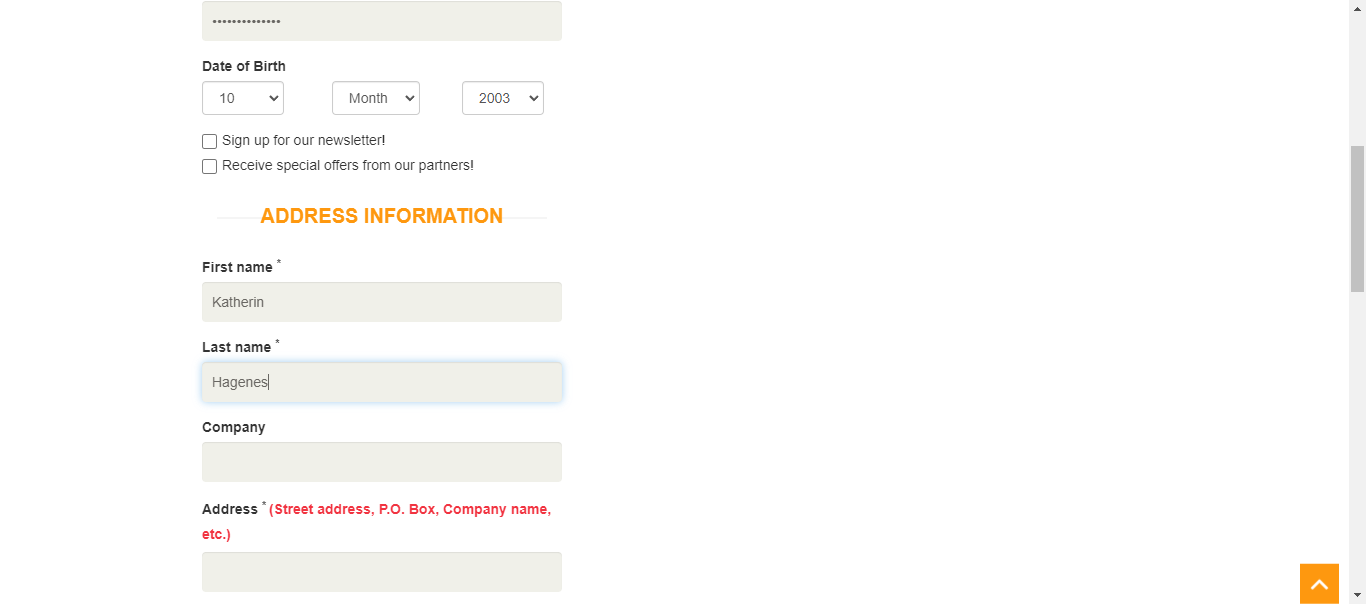 ••••••••••••••
Date of Birth
10 Month 2003
Sign up for our newsletter!
Receive special offers from our partners!
ADDRESS INFORMATION
First name *
Katherin
Last name *
Hagenes
Company
Address * (Street address, P.O. Box, Company name,
etc.)